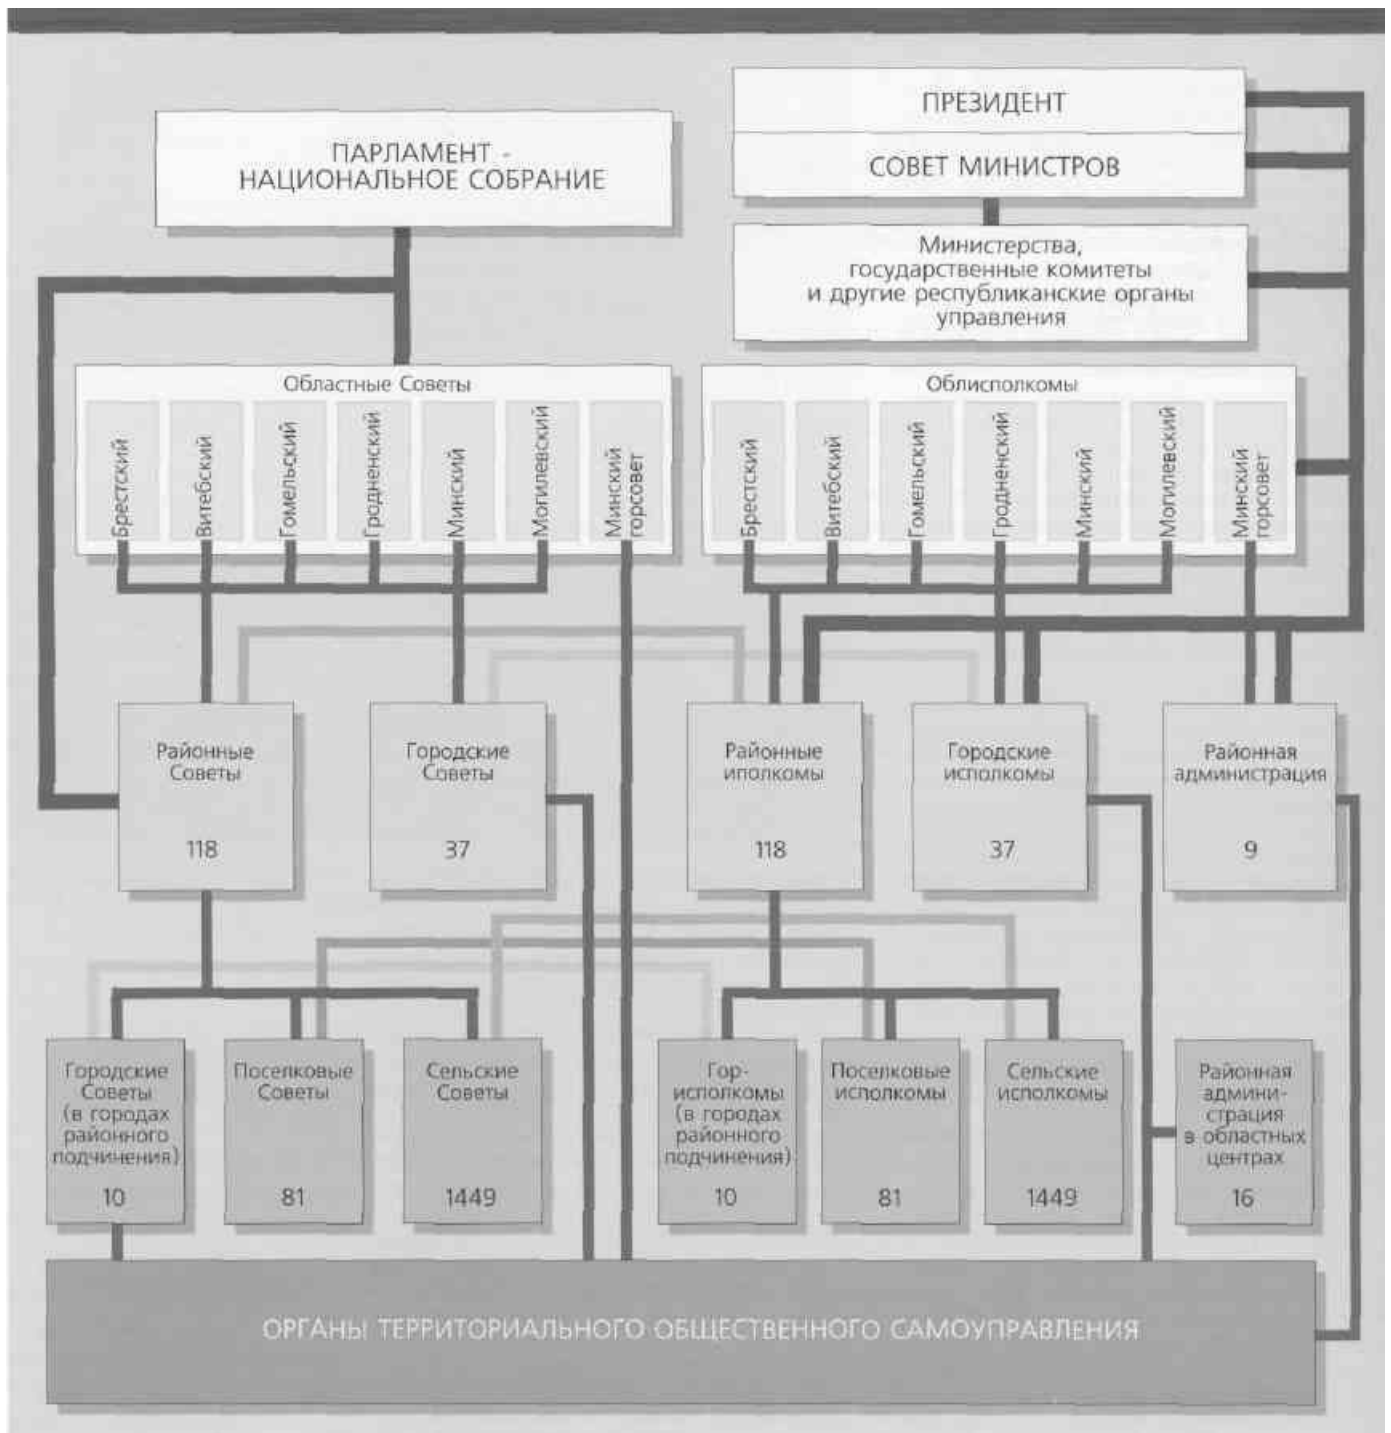 ПАРЛАМЕНТ -
НАЦИОНАЛЬНОЕ СОБРАНИЕ
ПРЕЗИДЕНТ
СОВЕТ МИНИСТРОВ
Министерства,
государственные комитеты
и другие республиканские органы
управления
Областные Советы
Брестский
Витебский
Гомельский
Гродненский
Минский
Могилевский
Минский
горсовет
Облисполкомы
Брестский
Витебский
Гомельский
Гродненский
Минский
Могилевский
Минский
горсовет
Районные
Советы
118
Городские
Советы
37
Районные
иполкомы
118
Городские
исполкомы
37
Районная
администрация
9
Городские
Советы
(в городах
районного
подчинения)
10
Поселковые
Советы
81
Сельские
Советы
1449
Гор-
исполкомы
(в городах
районного
подчинения)
10
Поселковые
исполкомы
81
Сельские
исполкомы
1449
Районная
админи-
страция
в областных
центрах
16
ОРГАНЫ ТЕРРИТОРИАЛЬНОГО ОБЩЕСТВЕННОГО САМОУПРАВЛЕНИЯ